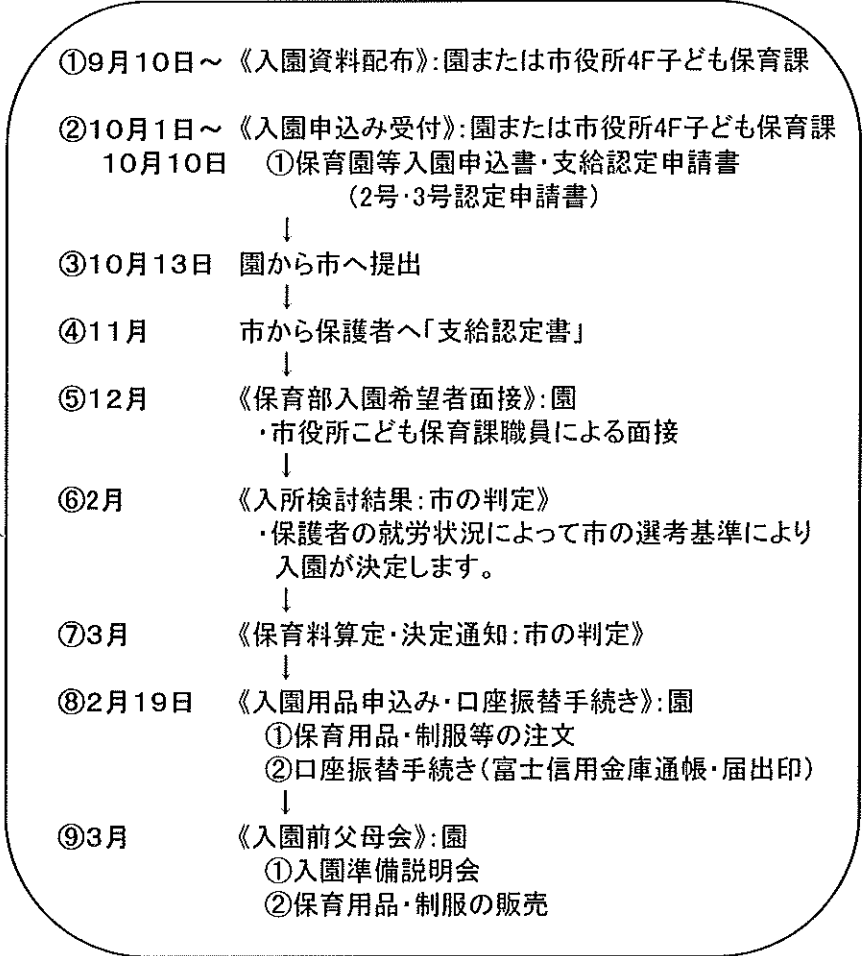 ①9月10日～ 《入園資料配布》:園または市役所4F子ども保育課
②10月1日～ 《入園申込み受付》:園または市役所4F子ども保育課
10月10日 ①保育園等入園申込書・支給認定申請書
(2号・3号認定申請書)
↓
③10月13日 園から市へ提出
↓
④11月 市から保護者へ「支給認定書」
↓
⑤12月 《保育部入園希望者面接》:園
・市役所こども保育課職員による面接
↓
⑥2月 《入所検討結果:市の判定》
・保護者の就労状況によって市の選考基準により
入園が決定します。
↓
⑦3月 《保育料算定・決定通知:市の判定》
↓
⑧2月19日 《入園用品申込み・口座振替手続き》:園
①保育用品・制服等の注文
②口座振替手続き(富士信用金庫通帳・届出印)
↓
⑨3月 《入園前父母会》:園
①入園準備説明会
②保育用品・制服の販売